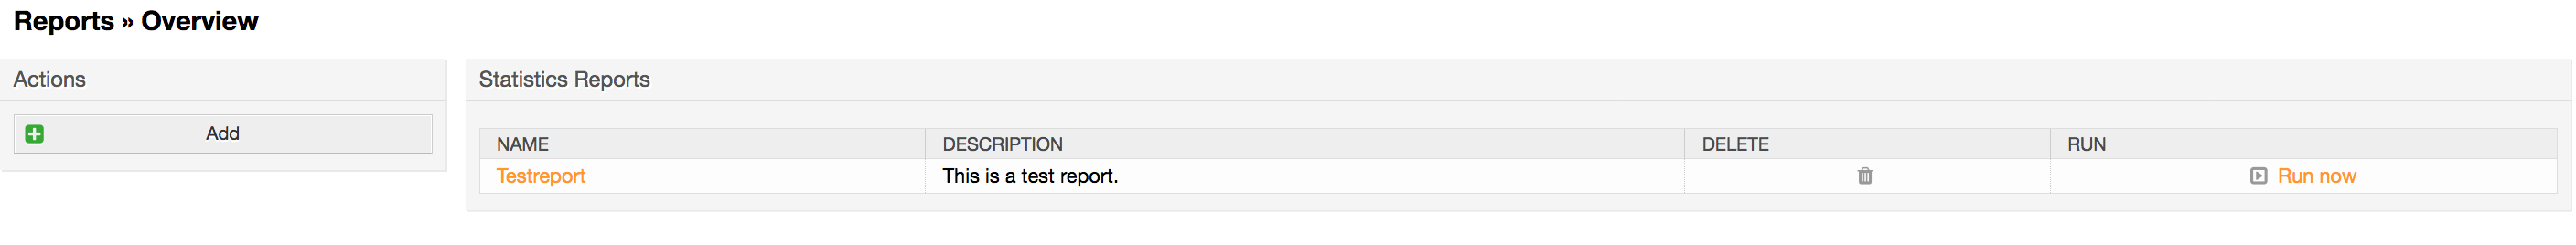 Reports » Overview
Actions
Add
Statistics Reports
NAME DESCRIPTION DELETE RUN
Testreport This is a test report. Run now